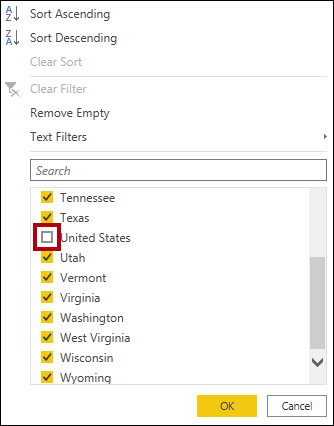 Sort Ascending
Sort Descending
Clear Sort
Clear Filter
Remove Empty
Text Filters
Search
Tennessee
Texas
United States
Utah
Vermont
Virginia
Washington
West Virginia
Wisconsin
Wyoming
OK Cancel